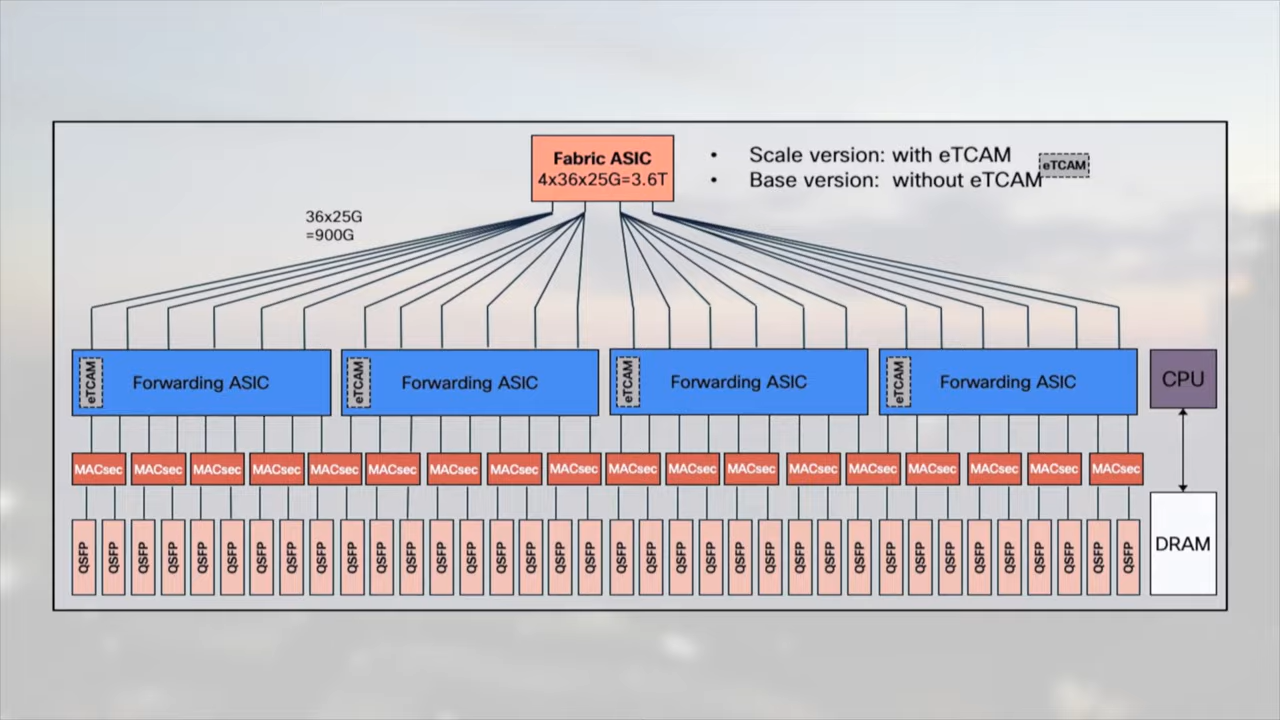 Fabric ASIC
4x36x25G=3.6T
• Scale version: with eTCAM
• Base version: without eTCAM
eTCAM
36x25G
=900G
eTCAM Forwarding ASIC eTCAM Forwarding ASIC eTCAM Forwarding ASIC eTCAM Forwarding ASIC CPU
MACsec MACsec MACsec MACsec MACsec MACsec MACsec MACsec MACsec MACsec MACsec MACsec MACsec MACsec MACsec MACsec MACsec MACsec
QSFP QSFP QSFP QSFP QSFP QSFP QSFP QSFP QSFP QSFP QSFP QSFP QSFP QSFP QSFP QSFP QSFP QSFP QSFP QSFP QSFP QSFP QSFP QSFP QSFP QSFP QSFP QSFP QSFP QSFP QSFP QSFP QSFP QSFP QSFP QSFP DRAM